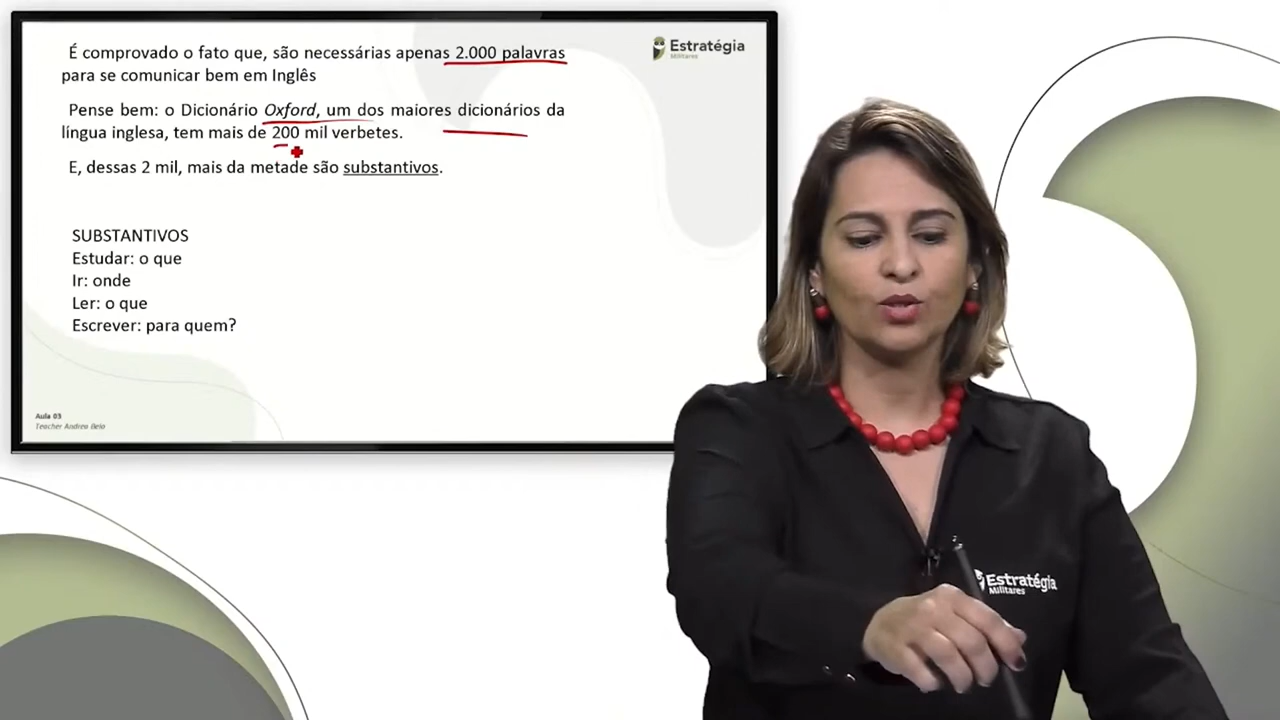 É comprovado o fato que, são necessárias apenas 2.000 palavras
para se comunicar bem em Inglês
Pense bem: o Dicionário Oxford, um dos maiores dicionários da
língua inglesa, tem mais de 200 mil verbetes.
E, dessas 2 mil, mais da metade são substantivos.
SUBSTANTIVOS
Estudar: o que
Ir: onde
Ler: o que
Escrever: para quem?
Aula 03
Teacher Andrea Belo
Estratégia
Militares
Estratégia
Militares